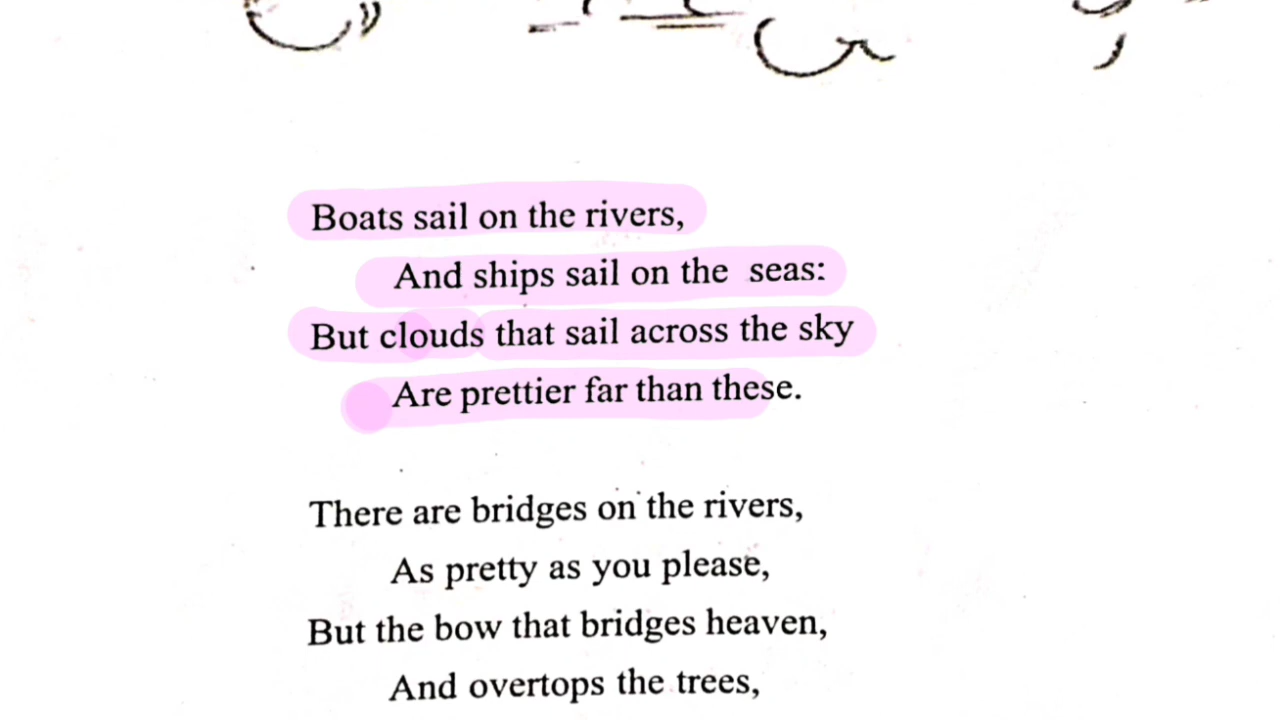 Boats sail on the rivers,
And ships sail on the seas:
But clouds that sail across the sky
Are prettier far than these.
There are bridges on the rivers,
As pretty as you please,
But the bow that bridges heaven,
And overtops the trees,